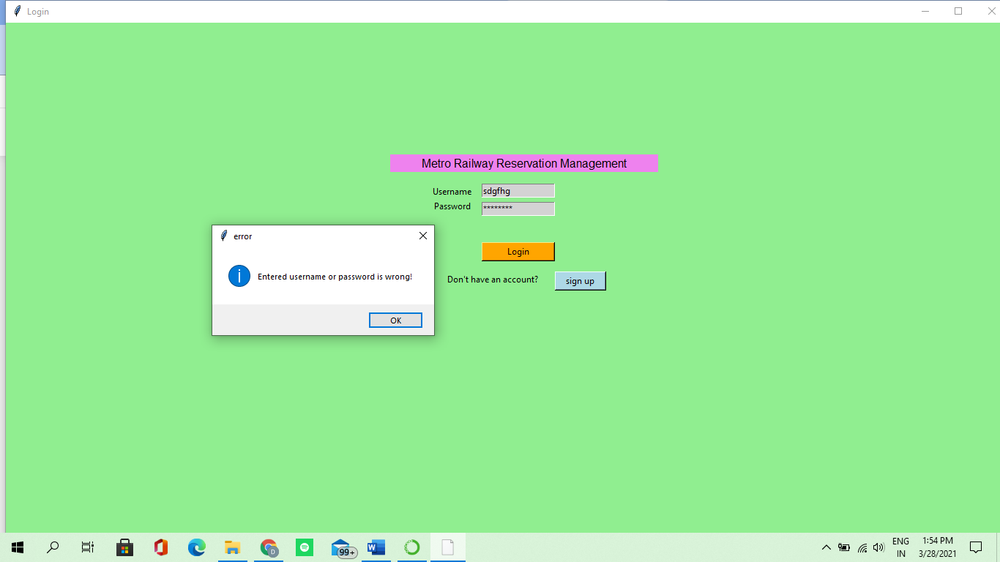 Login
Metro Railway Reservation Management
Username sdgfhg
Password ********
error
Entered username or password is wrong!
OK
Login
Don't have an account? sign up
D
99+
W
ENG
IN
1:54 PM
3/28/2021